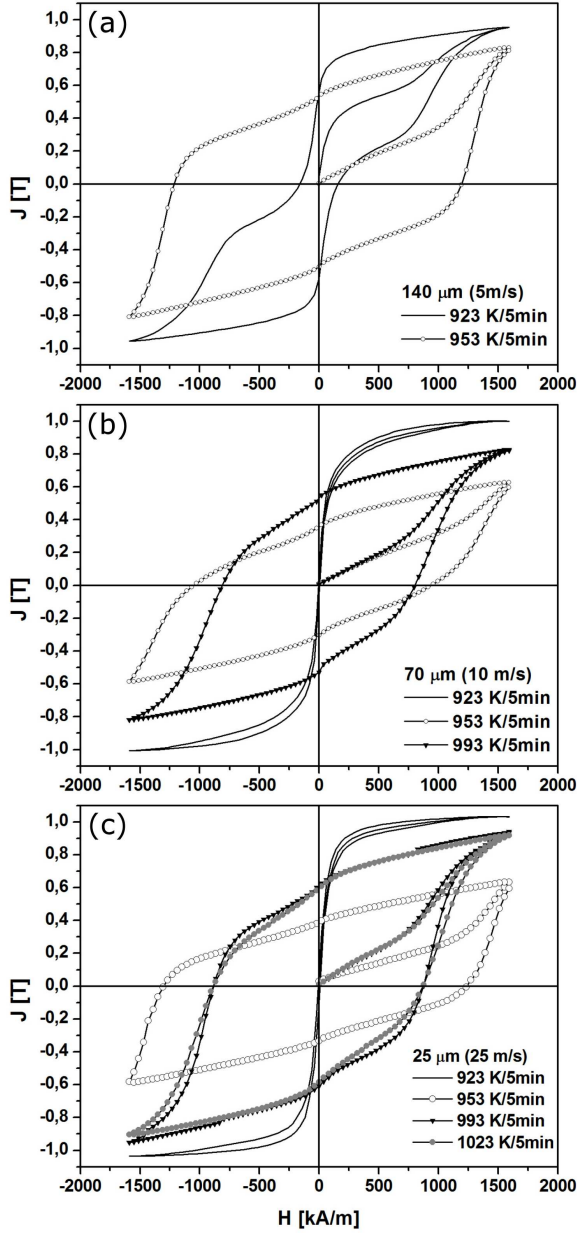 (a)
1,0
0,8
0,6
0,4
0,2
0,0
-0,2
-0,4
-0,6
-0,8
-1,0
J [T]
140 μm (5m/s)
923 K/5min
953 K/5min
-2000 -1500 -1000 -500 0 500 1000 1500 2000
(b)
1,0
0,8
0,6
0,4
0,2
0,0
-0,2
-0,4
-0,6
-0,8
-1,0
J [T]
70 μm (10 m/s)
923 K/5min
953 K/5min
993 K/5min
-2000 -1500 -1000 -500 0 500 1000 1500 2000
(c)
1,0
0,8
0,6
0,4
0,2
0,0
-0,2
-0,4
-0,6
-0,8
-1,0
J [T]
25 μm (25 m/s)
923 K/5min
953 K/5min
993 K/5min
1023 K/5min
-2000 -1500 -1000 -500 0 500 1000 1500 2000
H [kA/m]